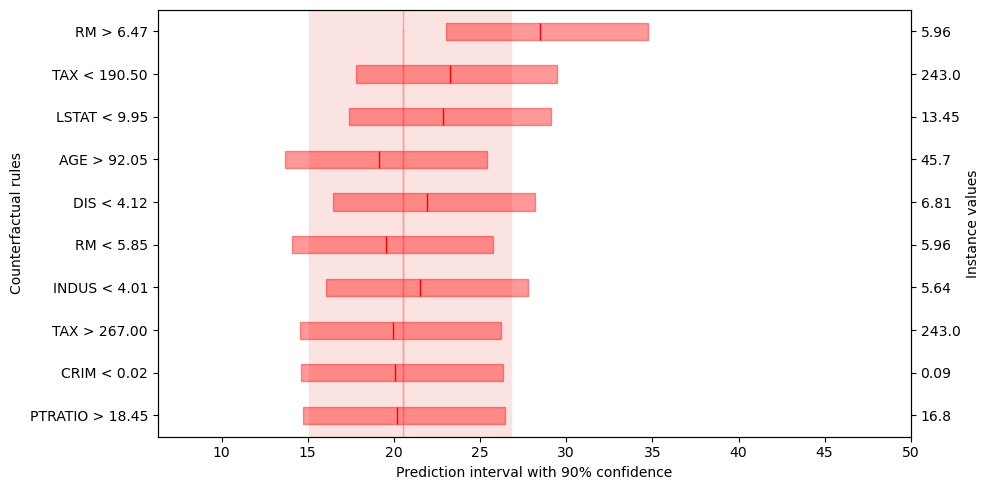 RM > 6.47 5.96
TAX < 190.50 243.0
LSTAT < 9.95 13.45
AGE > 92.05 45.7
DIS < 4.12 6.81
RM < 5.85 5.96
INDUS < 4.01 5.64
TAX > 267.00 243.0
CRIM < 0.02 0.09
PTRATIO > 18.45 16.8
Counterfactual rules
Instance values
10 15 20 25 30 35 40 45 50
Prediction interval with 90% confidence